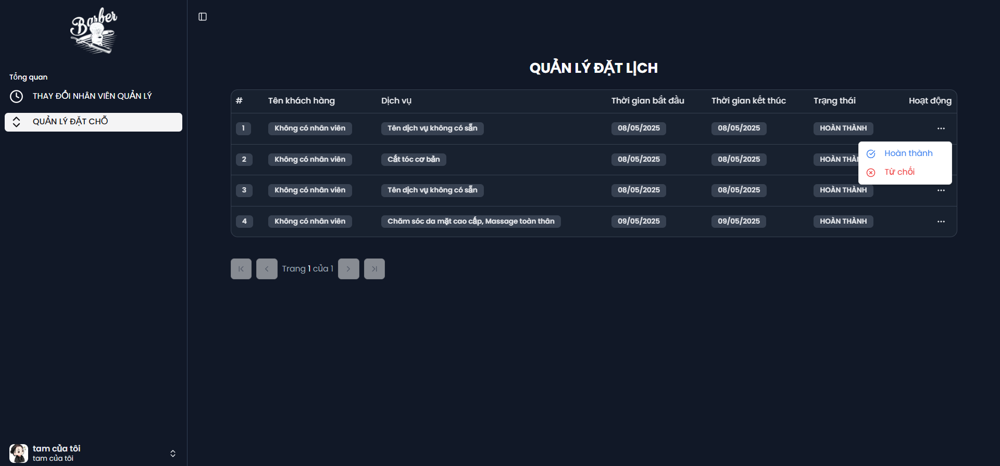 Barber
Tổng quan
THAY ĐỔI NHÂN VIÊN QUẢN LÝ
QUẢN LÝ ĐẶT CHỖ
QUẢN LÝ ĐẶT LỊCH
# Tên khách hàng Dịch vụ Thời gian bắt đầu Thời gian kết thúc Trạng thái Hoạt động
1 Không có nhân viên Tên dịch vụ không có sẵn 08/05/2025 08/05/2025 HOÀN THÀNH ...
Hoàn thành
2 Không có nhân viên Cắt tóc cơ bản 08/05/2025 08/05/2025
Từ chối
3 Không có nhân viên Tên dịch vụ không có sẵn 08/05/2025 08/05/2025 HOÀN THÀNH ...
4 Không có nhân viên Chăm sóc da mặt cao cấp, Massage toàn thân 09/05/2025 09/05/2025 HOÀN THÀNH ...
Trang 1 của 1
tam của tôi
tam của tôi